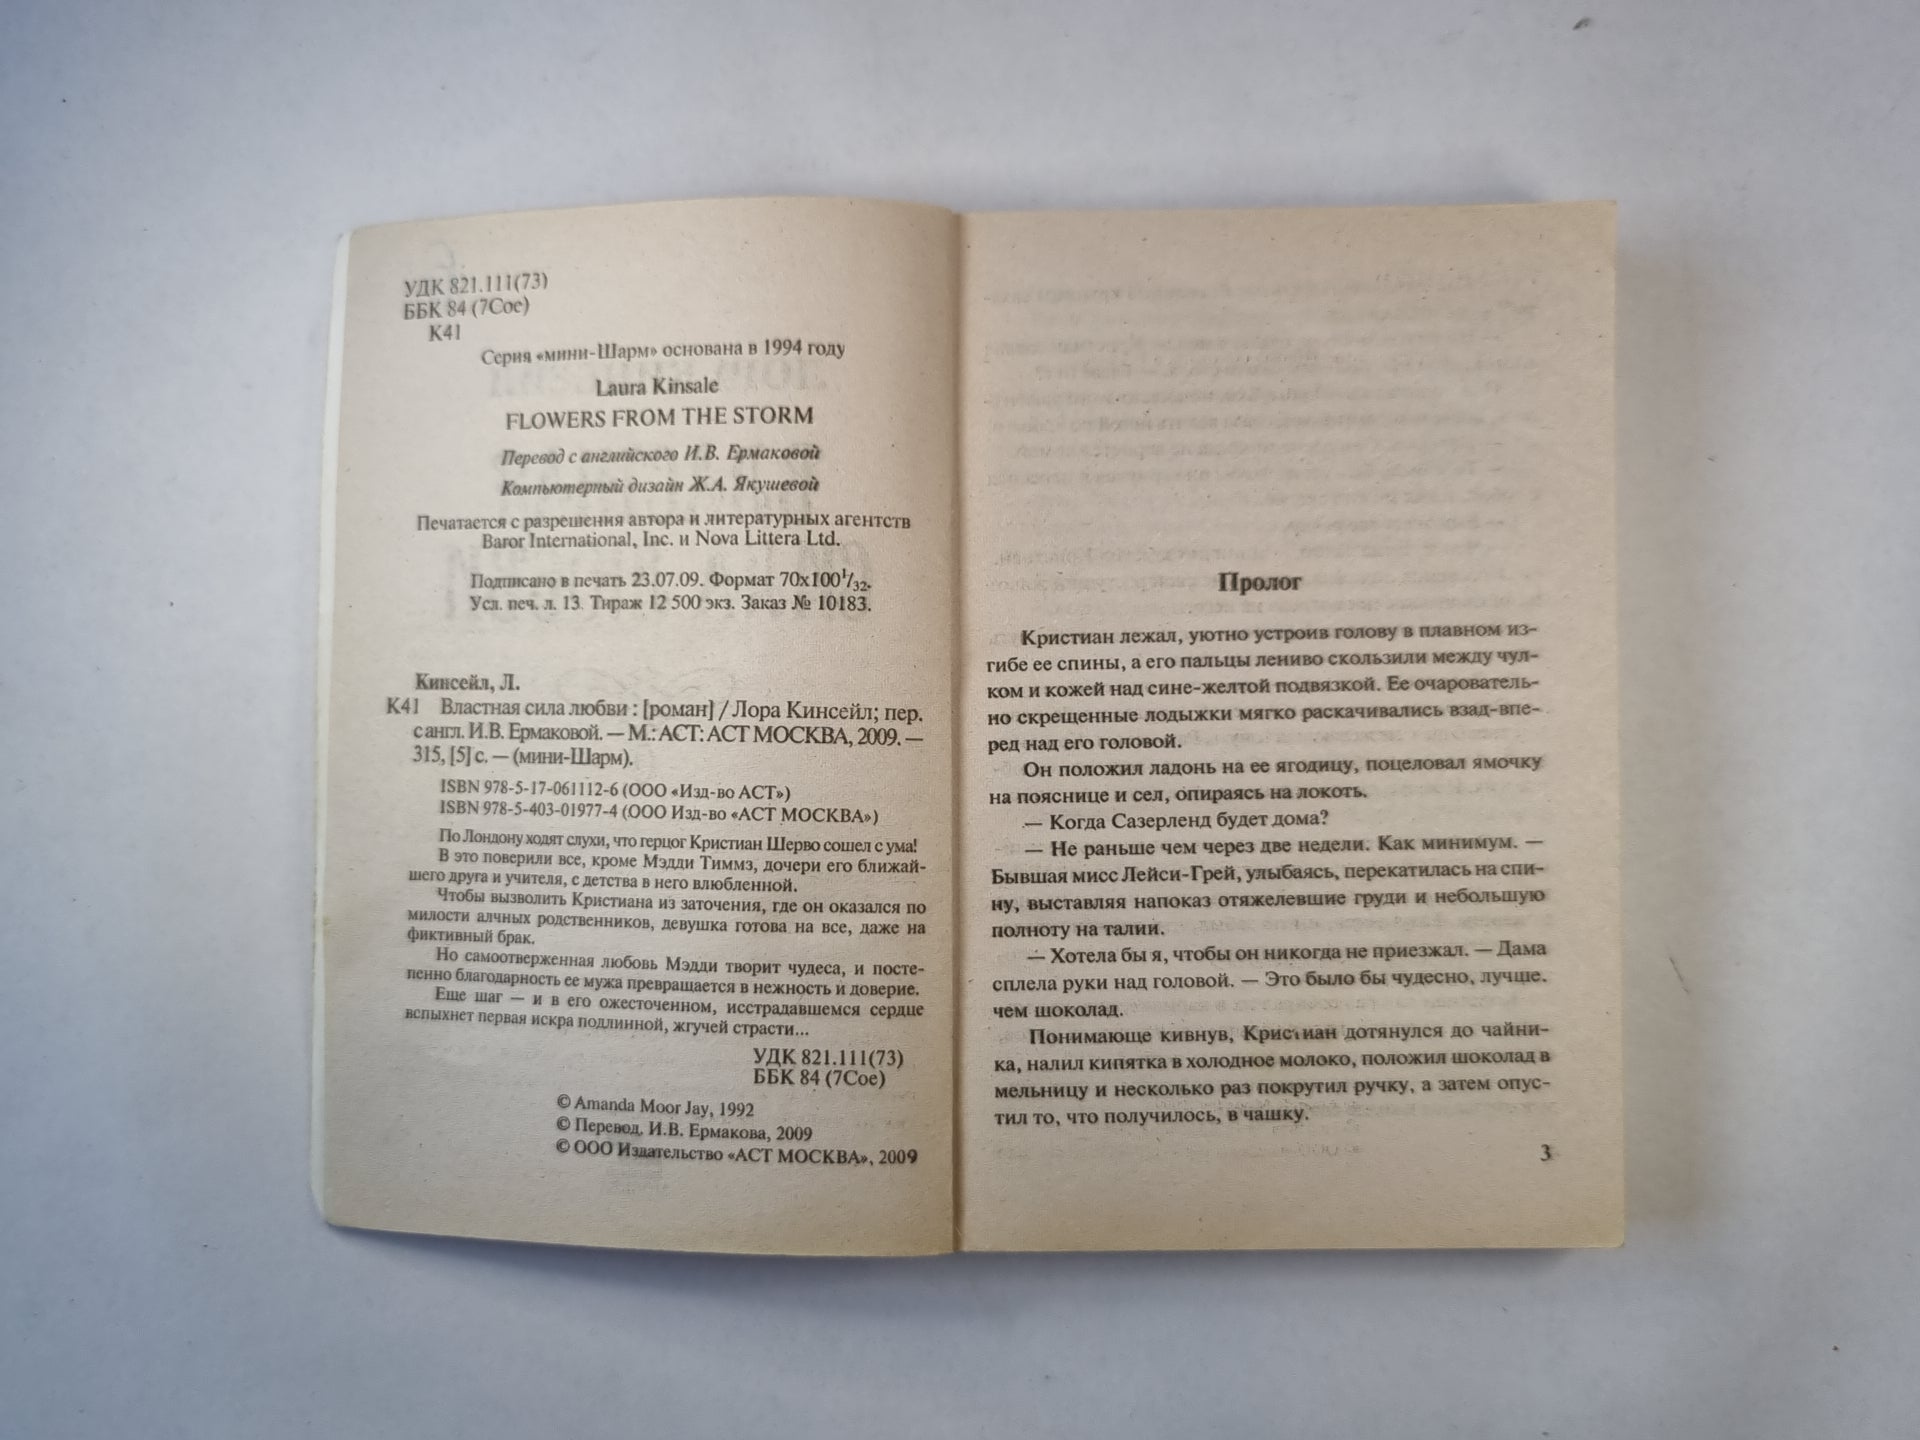 УДК 821.111(73)
ББК 84 (7Сое)
К41
Серия «мини-Шарм» основана в 1994 году
Laura Kinsale
FLOWERS FROM THE STORM
Перевод с английского И.В. Ермаковой
Компьютерный дизайн Ж.А. Якушевой
Печатается с разрешения автора и литературных агентств
Baror International, Inc. и Nova Littera Ltd.
Подписано в печать 23.07.09. Формат 70х100¹/₃₂.
Усл. печ. л. 13. Тираж 12 500 экз. Заказ № 10183.
Кинсейл, Л.
К41 Властная сила любви : [роман] / Лора Кинсейл; пер.
с англ. И.В. Ермаковой. — М.: АСТ: АСТ МОСКВА, 2009. —
315, [5] с. — (мини-Шарм).
ISBN 978-5-17-061112-6 (ООО «Изд-во АСТ»)
ISBN 978-5-403-01977-4 (ООО Изд-во «АСТ МОСКВА»)
По Лондону ходят слухи, что герцог Кристиан Шерво сошел с ума!
В это поверили все, кроме Мэдди Тиммз, дочери его ближай-
шего друга и учителя, с детства в него влюбленной.
Чтобы вызволить Кристиана из заточения, где он оказался по
милости алчных родственников, девушка готова на все, даже на
фиктивный брак.
Но самоотверженная любовь Мэдди творит чудеса, и посте-
пенно благодарность ее мужа превращается в нежность и доверие.
Еще шаг — и в его ожесточенном, исстрадавшемся сердце
вспыхнет первая искра подлинной, жгучей страсти...
УДК 821.111(73)
ББК 84 (7Сое)
© Amanda Moor Jay, 1992
© Перевод. И.В. Ермакова, 2009
© ООО Издательство «АСТ МОСКВА», 2009
Пролог
Кристиан лежал, уютно устроив голову в плавном из-
гибе ее спины, а его пальцы лениво скользили между чул-
ком и кожей над сине-желтой подвязкой. Ее очарователь-
но скрещенные лодыжки мягко раскачивались взад-впе-
ред над его головой.
Он положил ладонь на ее ягодицу, поцеловал ямочку
на пояснице и сел, опираясь на локоть.
— Когда Сазерленд будет дома?
— Не раньше чем через две недели. Как минимум. —
Бывшая мисс Лейси-Грей, улыбаясь, перекатилась на спи-
ну, выставляя напоказ отяжелевшие груди и небольшую
полноту на талии.
— Хотела бы я, чтобы он никогда не приезжал. — Дама
сплела руки над головой. — Это было бы чудесно, лучше.
чем шоколад.
Понимающе кивнув, Кристиан дотянулся до чайни-
ка, налил кипятка в холодное молоко, положил шоколад в
мельницу и несколько раз покрутил ручку, а затем опус-
тил то, что получилось, в чашку.
3